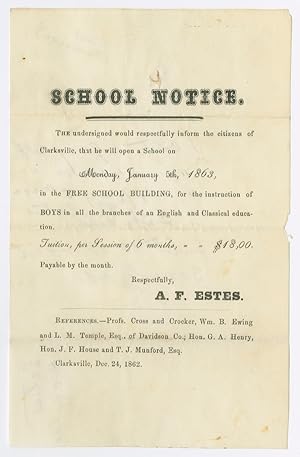 SCHOOL NOTICE.
THE undersigned would respectfully inform the citizens of
Clarksville, that he will open a School on
Monday, January 5th, 1863,
in the FREE SCHOOL BUILDING, for the instruction of
BOYS in all the branches of an English and Classical educa-
tion.
Tuition, per Session of 6 months, " " $18,00.
Payable by the month.
Respectfully,
A. F. ESTES.
REFERENCES.—Profs. Cross and Crocker, Wm. B. Ewing
and L. M. Temple, Esq., of Davidson Co.; Hon. G. A. Henry,
Hon. J. F. House and T. J. Munford, Esq.
Clarksville, Dec. 24, 1862.